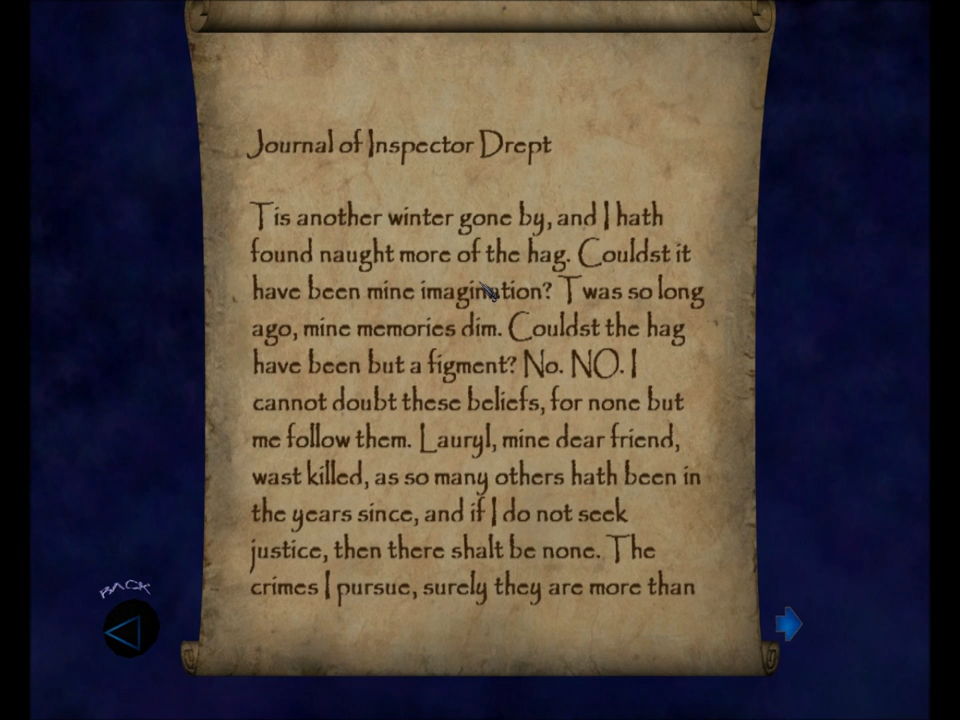 Journal of Inspector Drept
Tis another winter gone by, and I hath
found naught more of the hag. Couldst it
have been mine imagination? Twas so long
ago, mine memories dim. Couldst the hag
have been but a figment? No. NO. I
cannot doubt these beliefs, for none but
me follow them. Lauryl, mine dear friend,
wast killed, as so many others hath been in
the years since, and if I do not seek
justice, then there shalt be none. The
crimes I pursue, surely they are more than
BACK